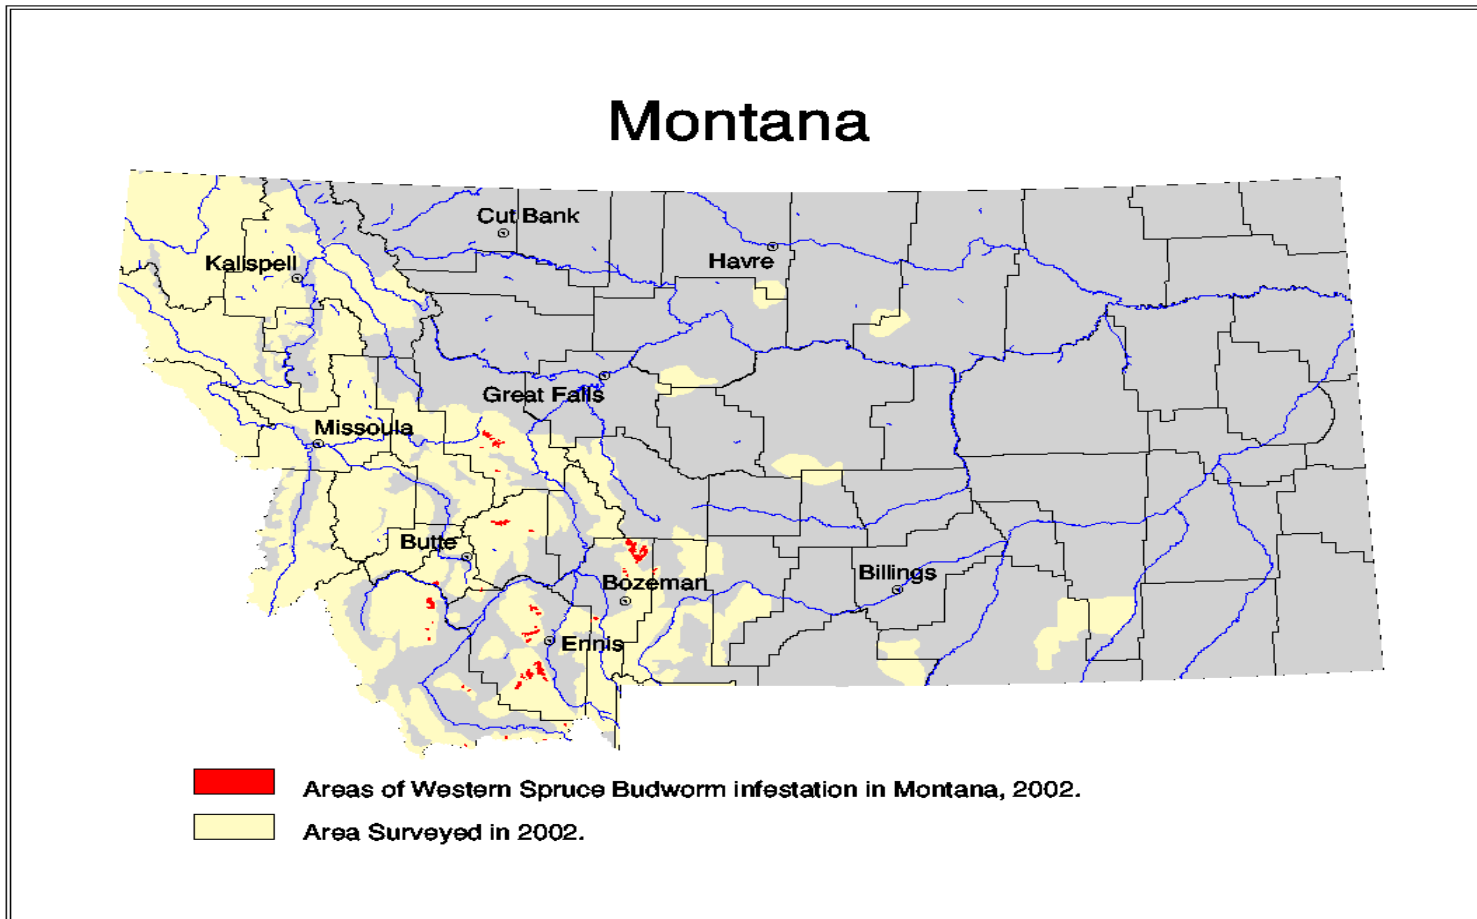 Montana
Cut Bank
Havre
Kalispell
Great Falls
Missoula
Butte
Billings
Bozeman
Ennis
Areas of Western Spruce Budworm infestation in Montana, 2002.
Area Surveyed in 2002.